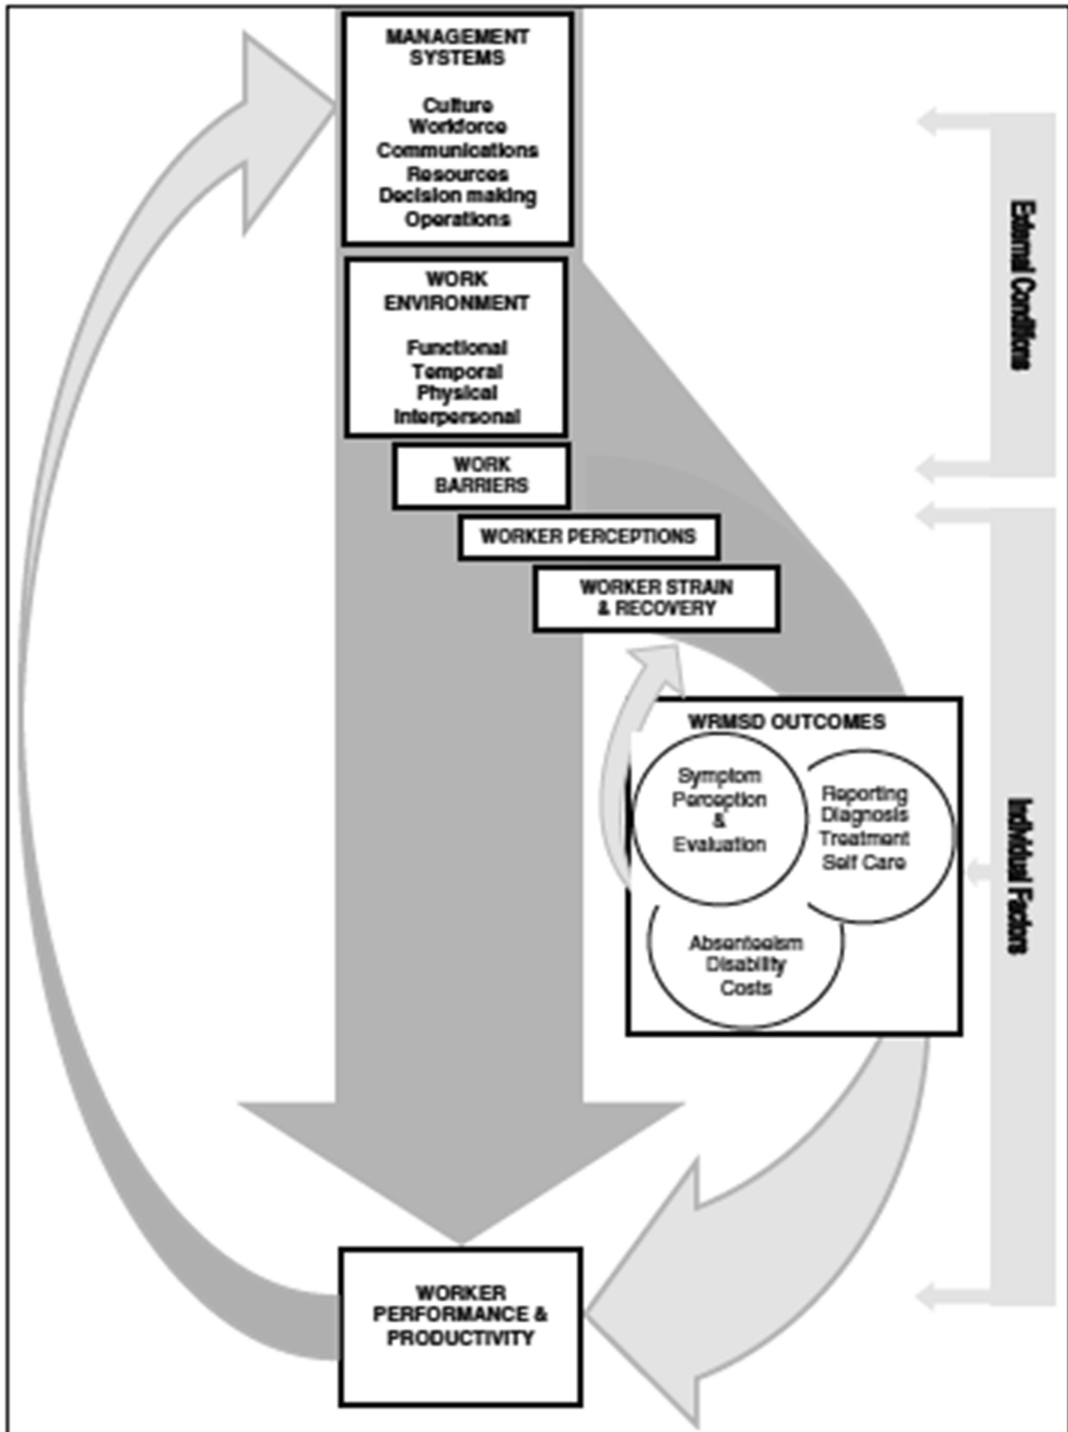 MANAGEMENT
SYSTEMS
Culture
Workforce
Communications
Resources
Decision making
Operations
WORK
ENVIRONMENT
Functional
Temporal
Physical
Interpersonal
WORK
BARRIERS
WORKER PERCEPTIONS
WORKER STRAIN
& RECOVERY
WRMSD OUTCOMES
Symptom
Perception
&
Evaluation
Reporting
Diagnosis
Treatment
Self Care
Absenteeism
Disability
Costs
WORKER
PERFORMANCE &
PRODUCTIVITY
External Conditions
Individual Factors